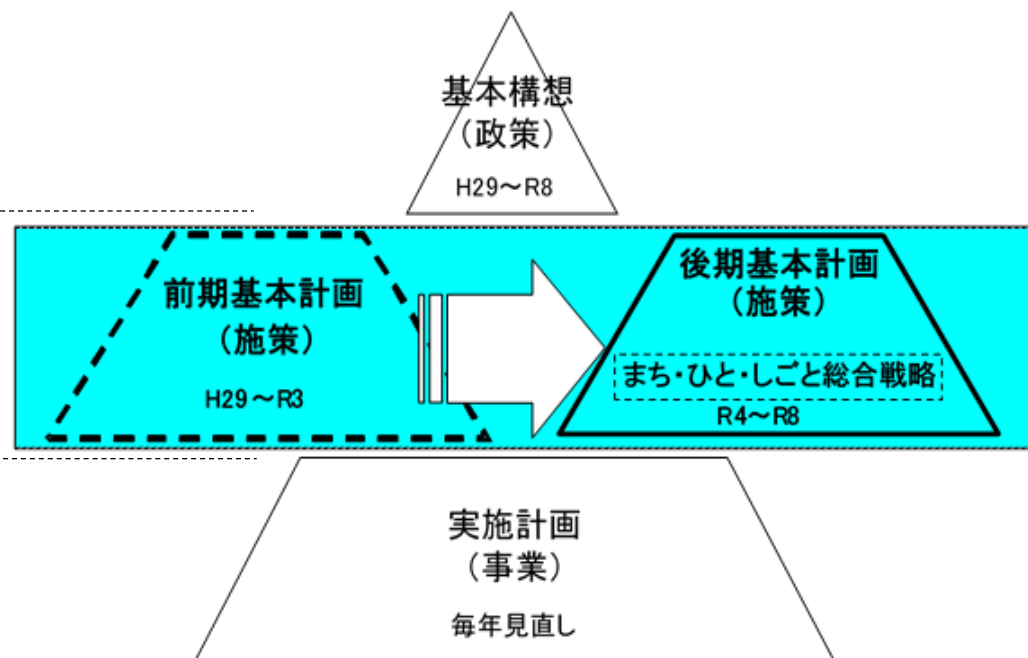 基本構想
（政策）
H29～R8
前期基本計画
（施策）
H29～R3
後期基本計画
（施策）
まち・ひと・しごと総合戦略
R4～R8
実施計画
（事業）
毎年見直し